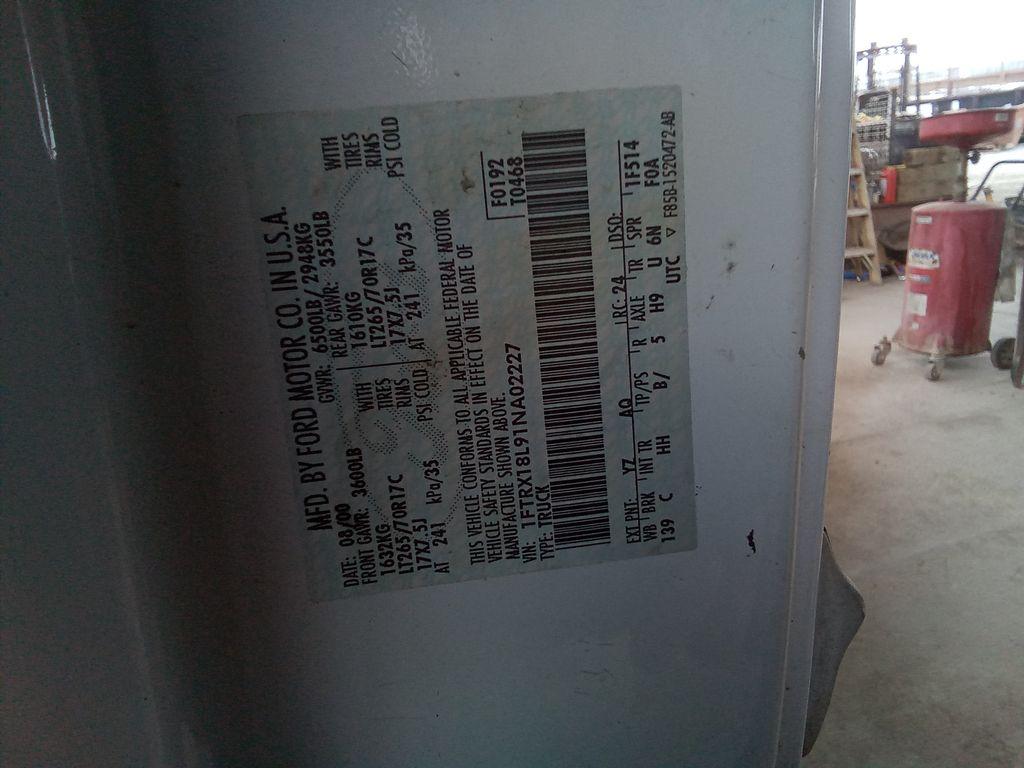 MFD. BY FORD MOTOR CO. IN U.S.A.
DATE: 08/00 GVWR: 6500LB / 2948KG
FRONT GAWR: 3600LB REAR GAWR: 3550LB
1632KG WITH 1610KG WITH
LT265/70R17C TIRES LT265/70R17C TIRES
17X7.5J RIMS 17X7.5J RIMS
AT 241 kPa/35 PSI COLD AT 241 kPa/35 PSI COLD
THIS VEHICLE CONFORMS TO ALL APPLICABLE FEDERAL MOTOR
VEHICLE SAFETY STANDARDS IN EFFECT ON THE DATE OF
MANUFACTURE SHOWN ABOVE.
VIN: 1FTRX18L91NA02227 F0192
TYPE: TRUCK T0468
EXT PNT: YZ AQ RC: 24 DSO:
WB BRK INT TR TP/PS R AXLE TR SPR 1F514
139 C HH B/ 5 H9 U 6N F0A
UTC ▽ F85B-1520472-AB